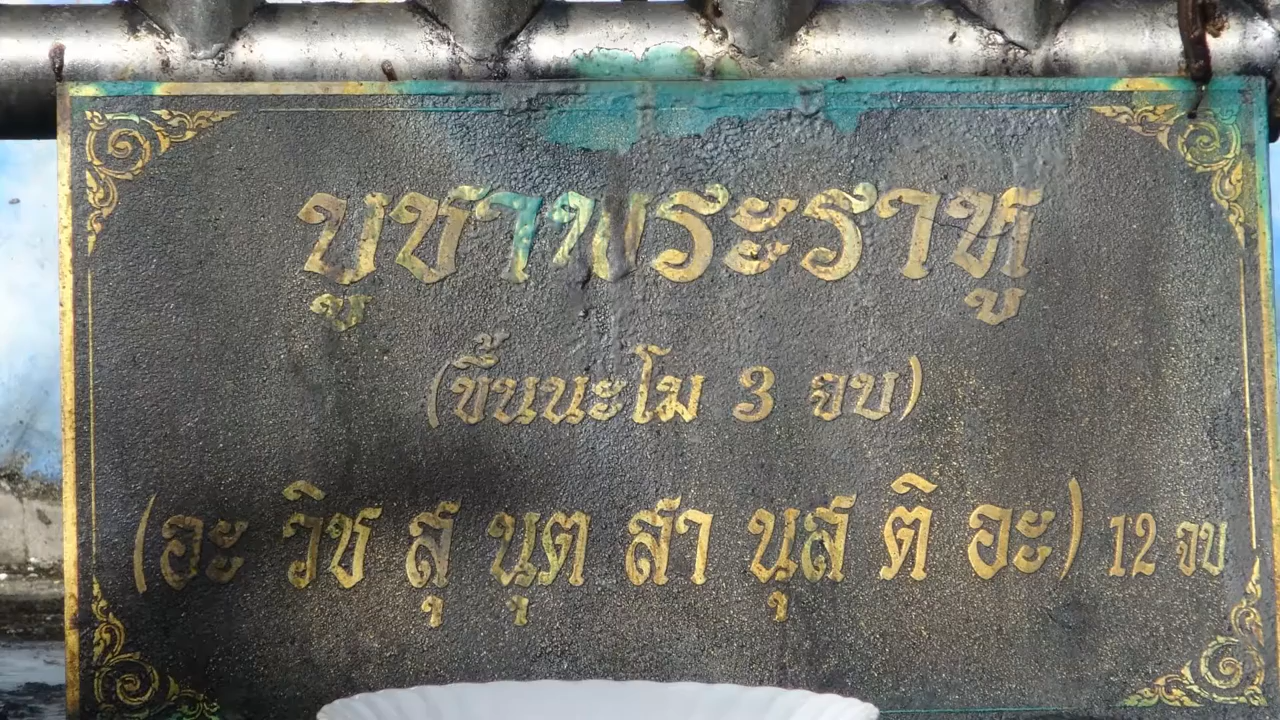 บูชาพระราหู
(ขึ้นนะโม 3 จบ)
(อะ วิช สุ นุต สา นุส ติ อะ) 12 จบ